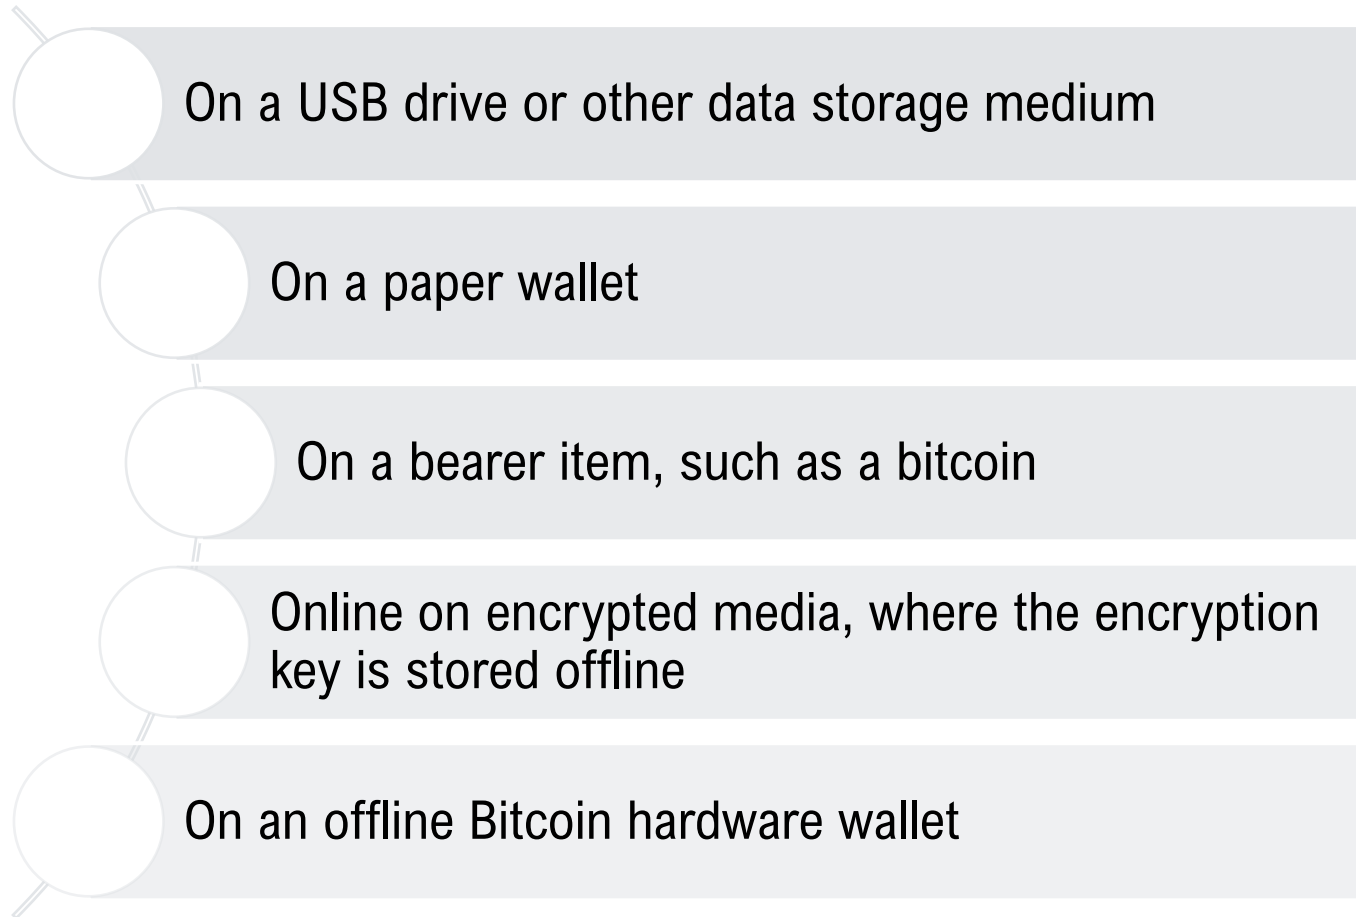 On a USB drive or other data storage medium
On a paper wallet
On a bearer item, such as a bitcoin
Online on encrypted media, where the encryption
key is stored offline
On an offline Bitcoin hardware wallet